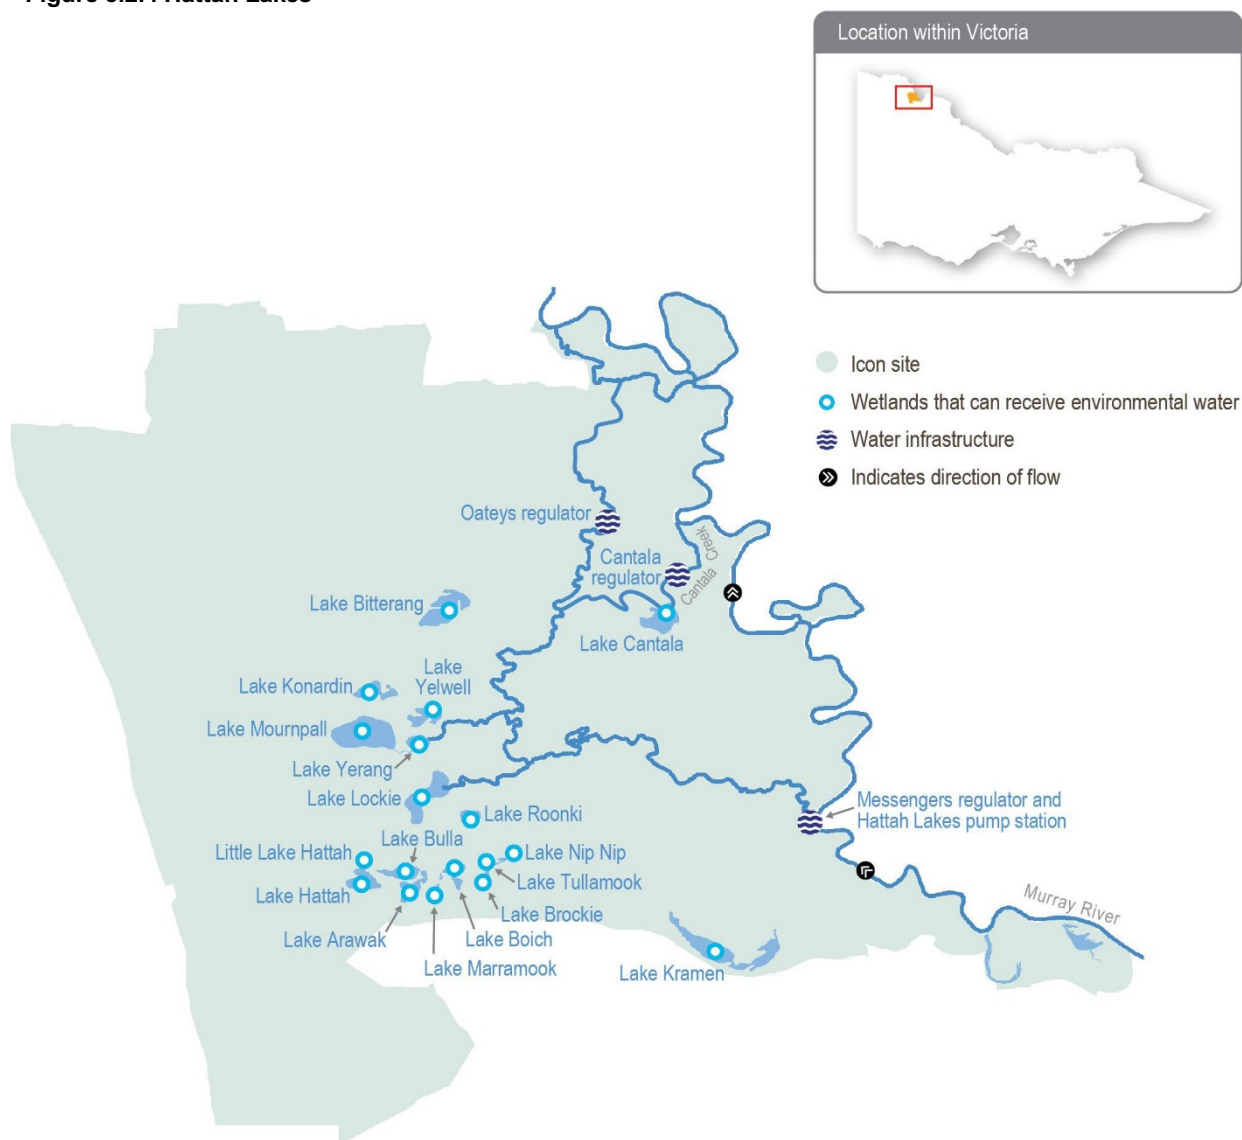 Figure 5.2.4 Hattah Lakes
Location within Victoria
Icon site
Wetlands that can receive environmental water
Water infrastructure
Indicates direction of flow
Oateys regulator
Cantala
regulator
Cantala Creek
Lake Bitterang
Lake Cantala
Lake Konardin
Lake
Yelwell
Lake Mournpall
Lake Yerang
Lake Lockie
Messengers regulator and
Hattah Lakes pump station
Lake Roonki
Lake Bulla
Little Lake Hattah
Lake Nip Nip
Lake Hattah
Lake Tullamook
Lake Brockie
Murray River
Lake Arawak
Lake Boich
Lake Marramook
Lake Kramen